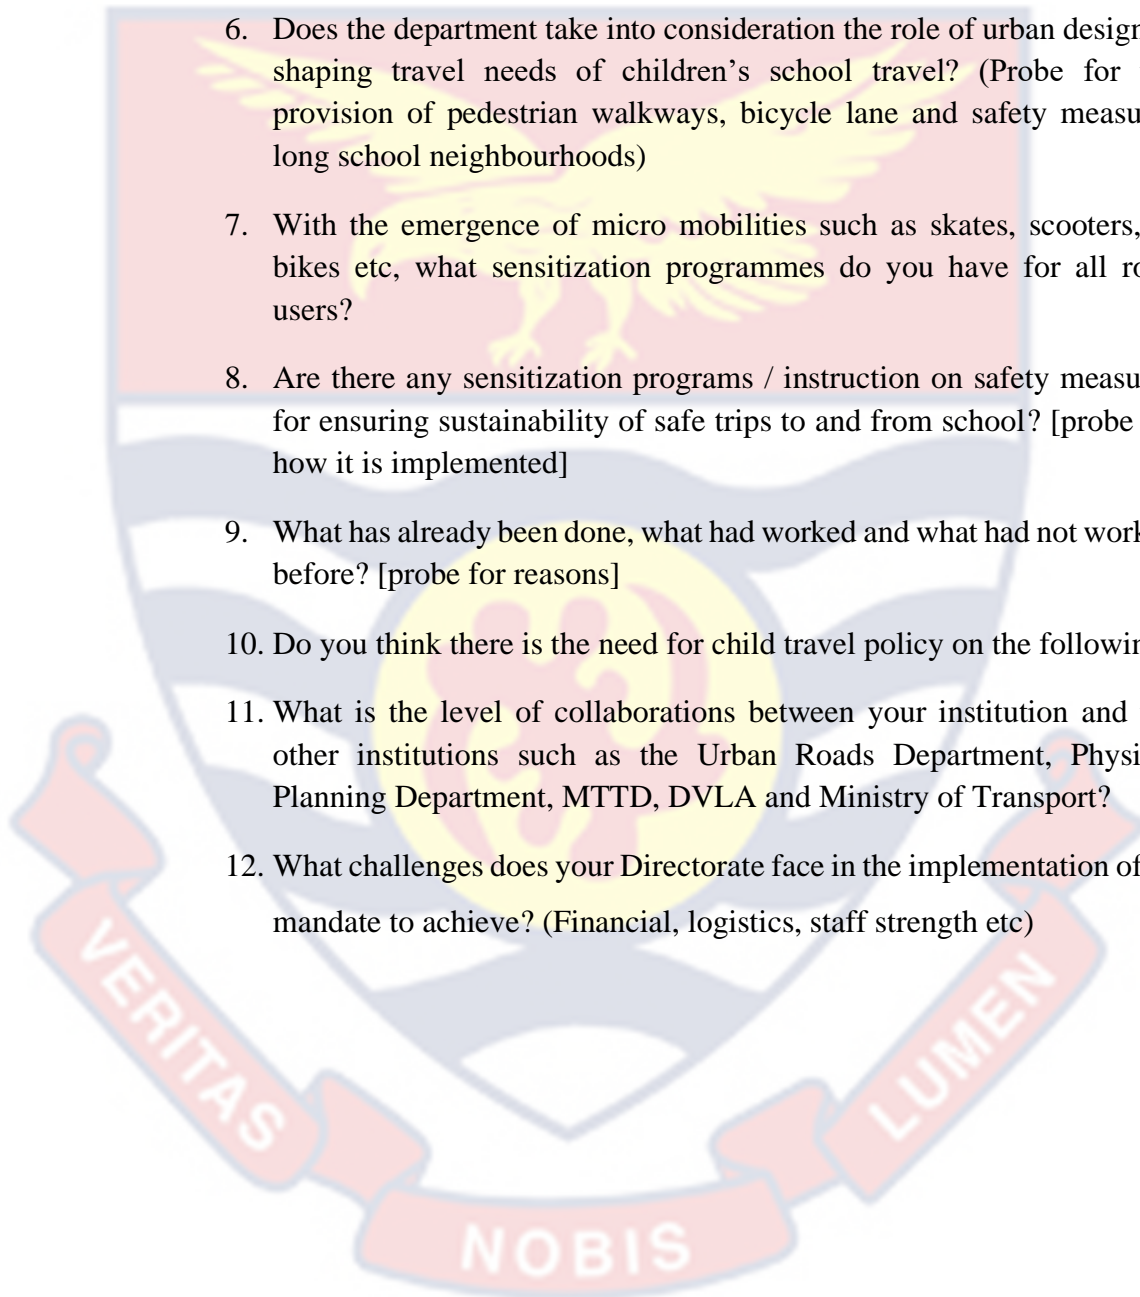 6. Does the department take into consideration the role of urban design
shaping travel needs of children’s school travel? (Probe for
provision of pedestrian walkways, bicycle lane and safety measu
long school neighbourhoods)
7. With the emergence of micro mobilities such as skates, scooters,
bikes etc, what sensitization programmes do you have for all ro
users?
8. Are there any sensitization programs / instruction on safety measu
for ensuring sustainability of safe trips to and from school? [probe
how it is implemented]
9. What has already been done, what had worked and what had not work
before? [probe for reasons]
10. Do you think there is the need for child travel policy on the followin
11. What is the level of collaborations between your institution and
other institutions such as the Urban Roads Department, Physi
Planning Department, MTTD, DVLA and Ministry of Transport?
12. What challenges does your Directorate face in the implementation of
mandate to achieve? (Financial, logistics, staff strength etc)
VERITAS
NOBIS
LUMEN